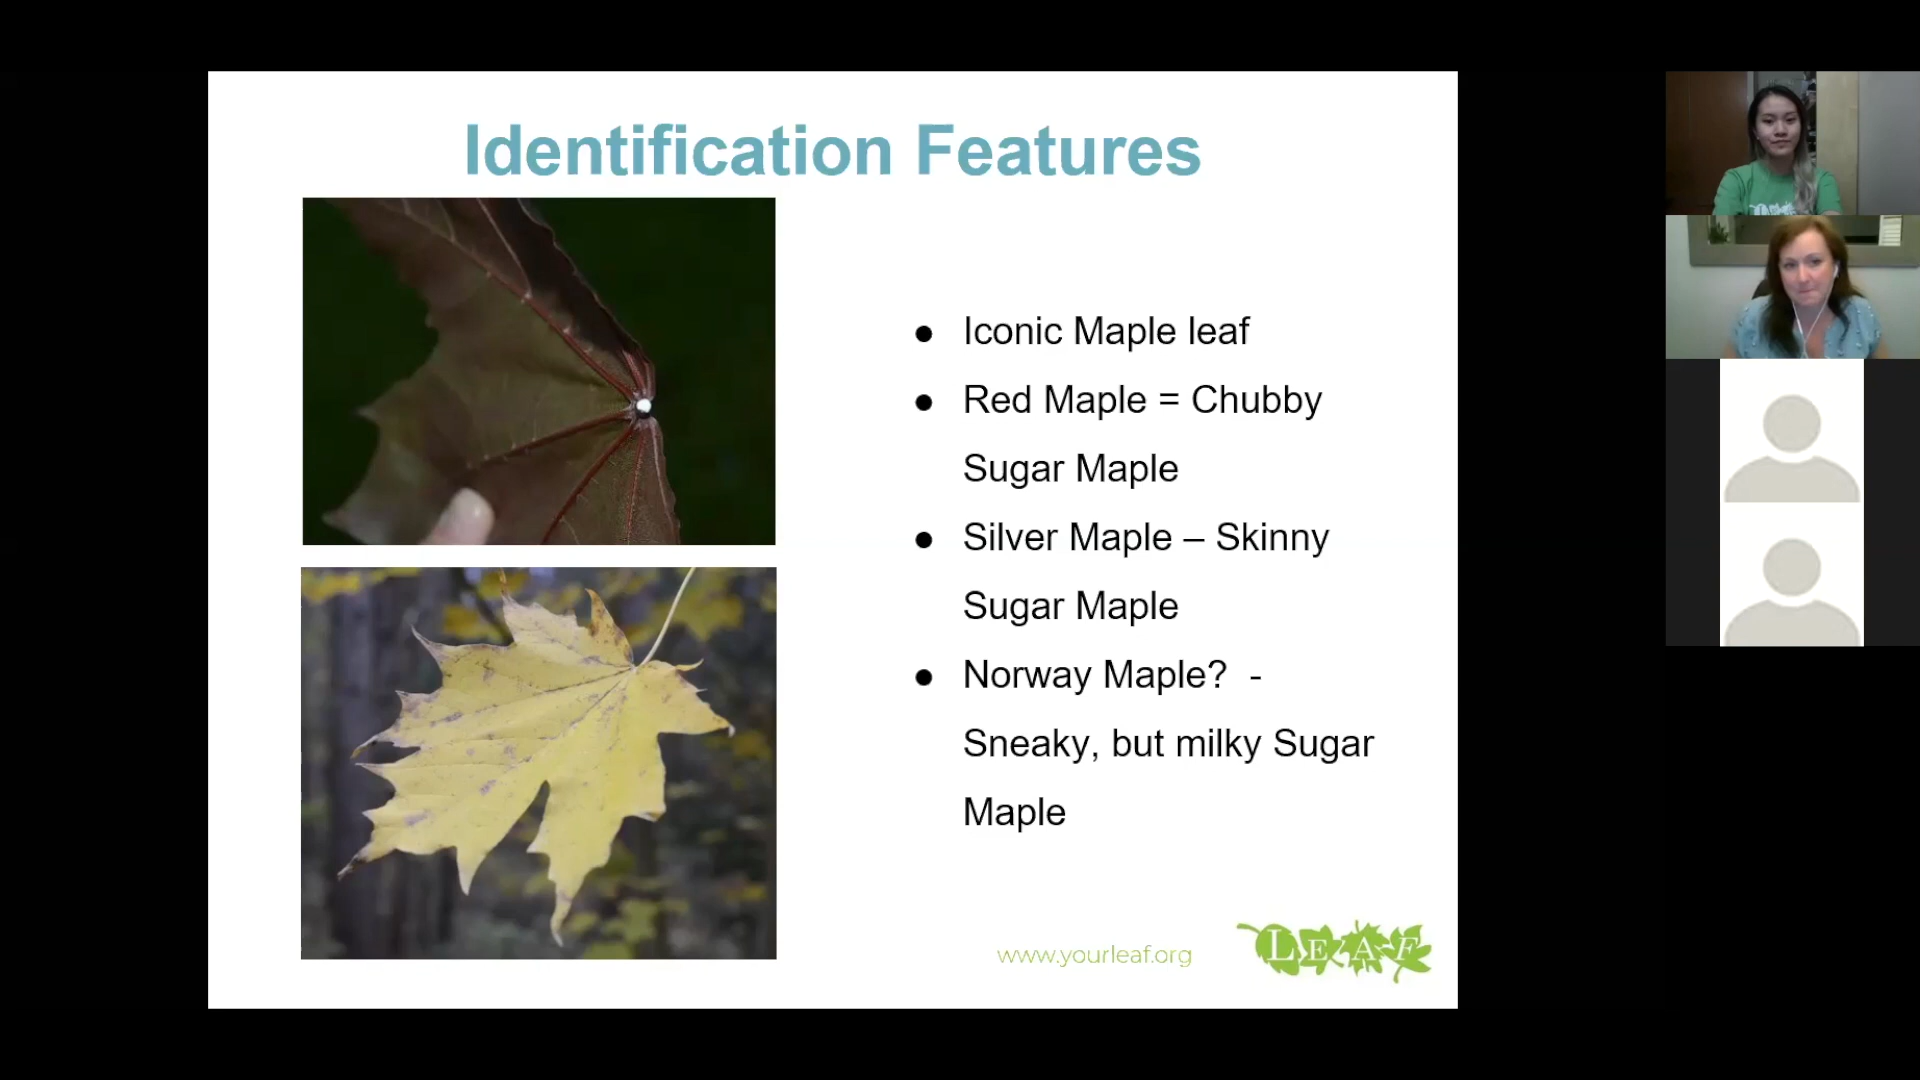 Identification Features
● Iconic Maple leaf
● Red Maple = Chubby
Sugar Maple
● Silver Maple – Skinny
Sugar Maple
● Norway Maple? -
Sneaky, but milky Sugar
Maple
www.yourleaf.org
LEAF